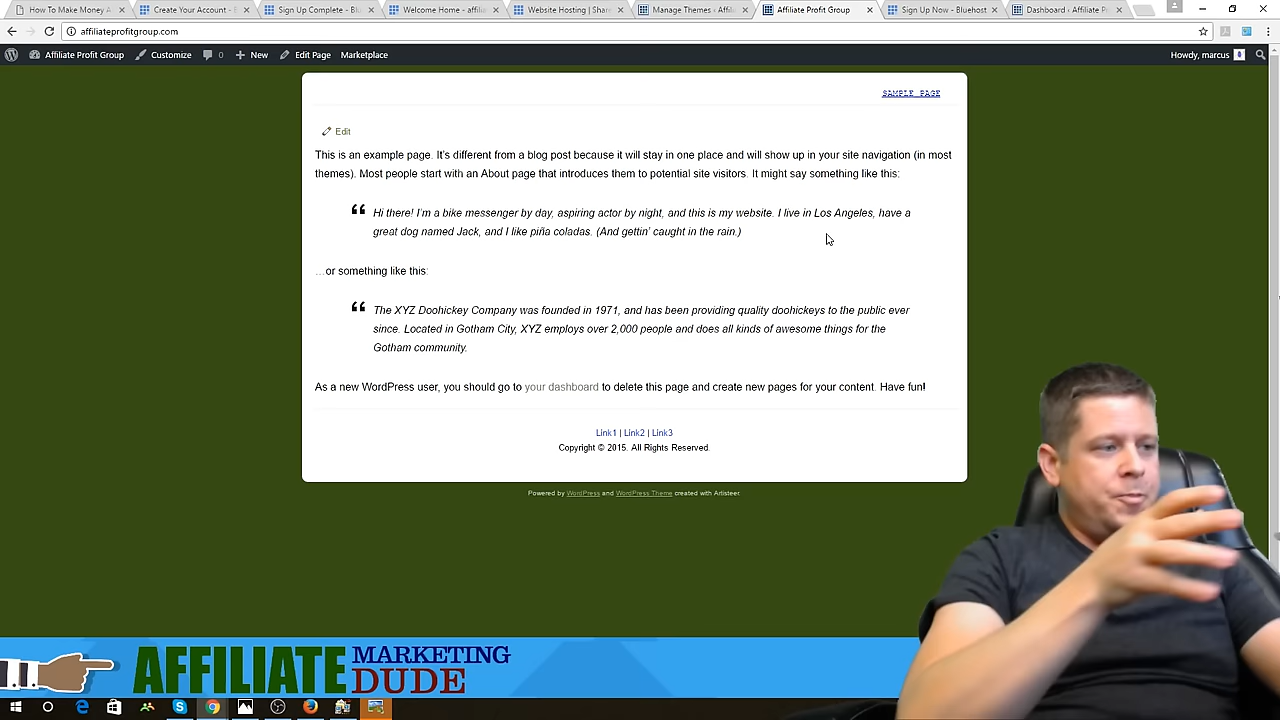 How To Make Money A
Create Your Account - B
Sign Up Complete - Blu
Welcome Home - affilia
Website Hosting | Share
Manage Themes ‹ Affili
Affiliate Profit Group
Sign Up Now - Bluehost
Dashboard ‹ Affiliate P
affiliateprofitgroup.com
Affiliate Profit Group Customize 0 New Edit Page Marketplace Howdy, marcus
SAMPLE PAGE
Edit
This is an example page. It's different from a blog post because it will stay in one place and will show up in your site navigation (in most
themes). Most people start with an About page that introduces them to potential site visitors. It might say something like this:
Hi there! I'm a bike messenger by day, aspiring actor by night, and this is my website. I live in Los Angeles, have a
great dog named Jack, and I like piña coladas. (And gettin' caught in the rain.)
…or something like this:
The XYZ Doohickey Company was founded in 1971, and has been providing quality doohickeys to the public ever
since. Located in Gotham City, XYZ employs over 2,000 people and does all kinds of awesome things for the
Gotham community.
As a new WordPress user, you should go to your dashboard to delete this page and create new pages for your content. Have fun!
Link1 | Link2 | Link3
Copyright © 2015. All Rights Reserved.
Powered by WordPress and WordPress Theme created with Artisteer.
AFFILIATE
MARKETING
DUDE